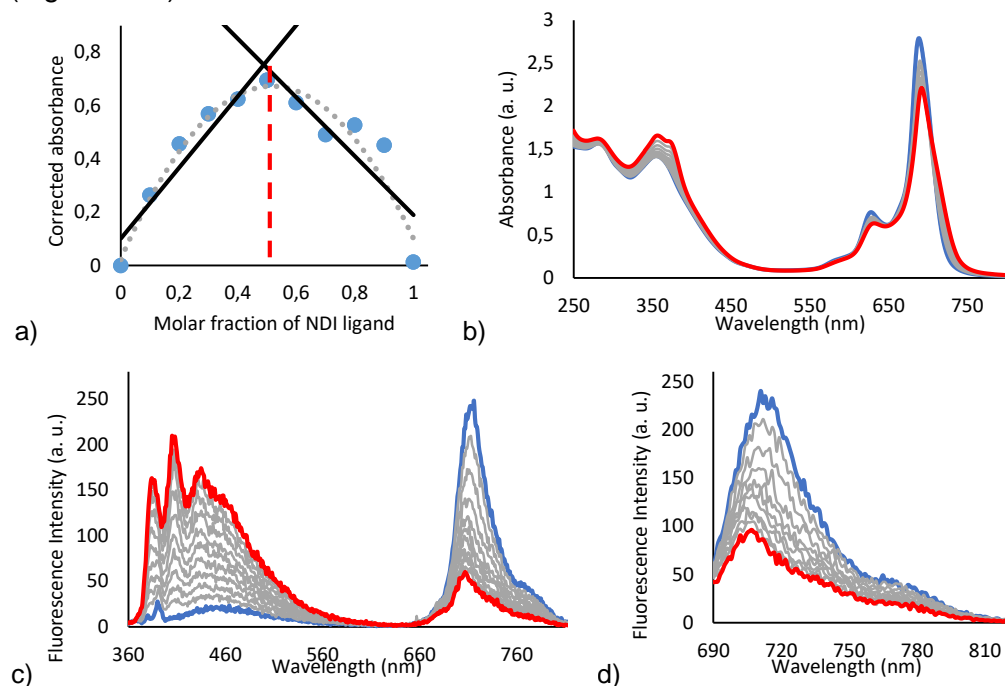 Corrected absorbance
0,8
0,6
0,4
0,2
0
0 0,2 0,4 0,6 0,8 1
Molar fraction of NDI ligand
a)
Absorbance (a. u.)
3
2,5
2
1,5
1
0,5
0
250 350 450 550 650 750
Wavelength (nm)
b)
Fluorescence Intensity (a. u.)
250
200
150
100
50
0
360 460 560 660 760
Wavelength (nm)
c)
Fluorescence Intensity (a. u.)
250
200
150
100
50
0
690 720 750 780 810
Wavelength (nm)
d)